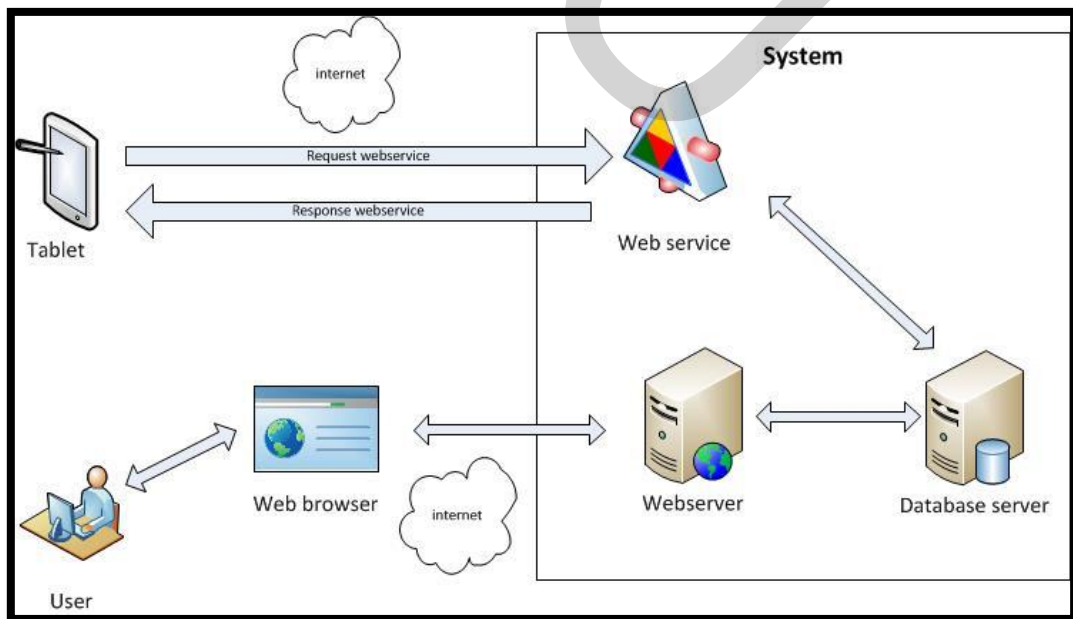 System
internet
Request webservice
Response webservice
Tablet
Web service
Web browser
internet
Webserver
Database server
User